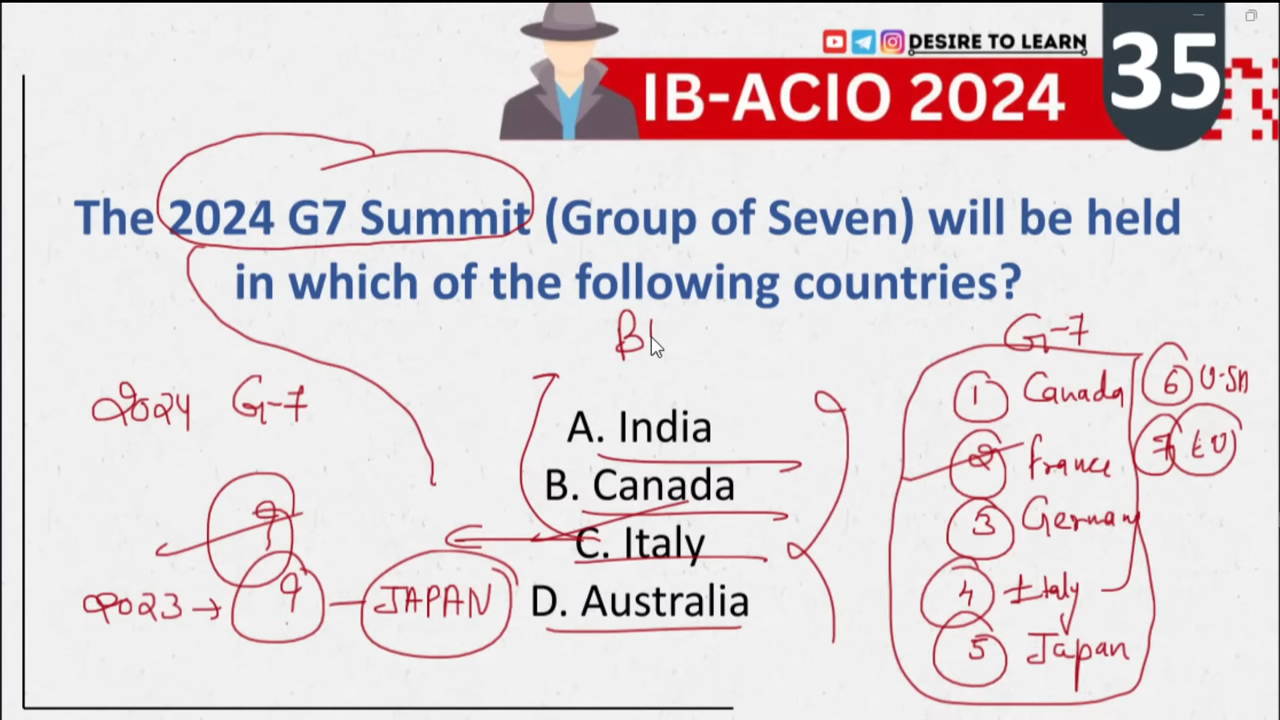 DESIRE TO LEARN
IB-ACIO 2024
35
The 2024 G7 Summit (Group of Seven) will be held
in which of the following countries?
A. India
B. Canada
C. Italy
D. Australia
2024 G-7
2023 → JAPAN
G-7
1 Canada
2 France
3 German
4 Italy
5 Japan
6 U-SA
7 EU